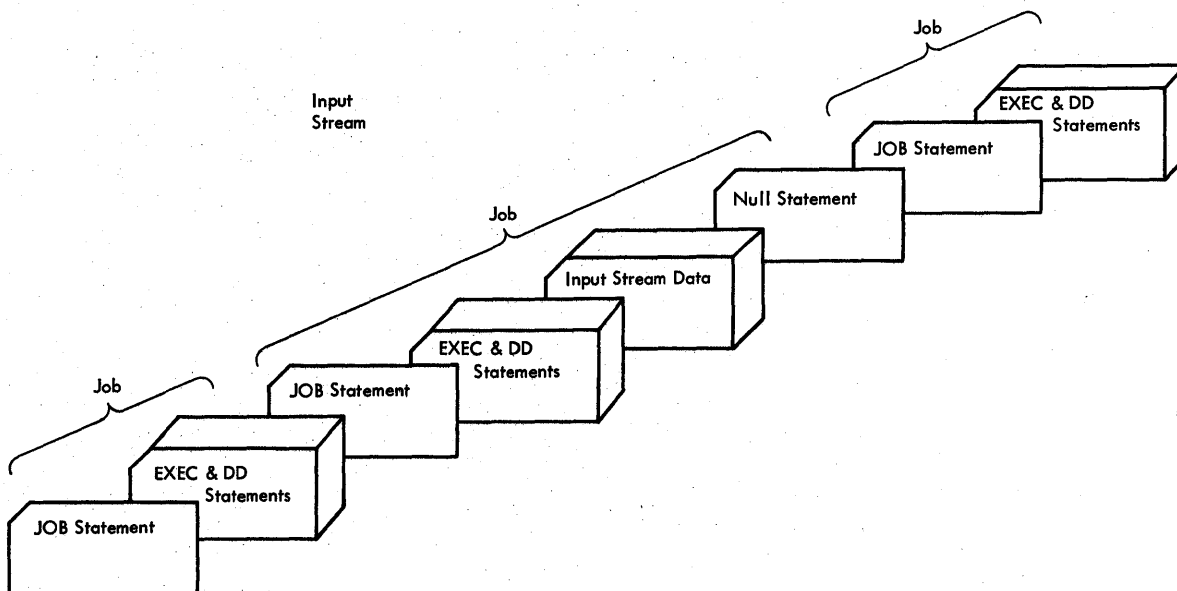 Job
Input
Stream
EXEC & DD
Statements
JOB Statement
Null Statement
Job
Input Stream Data
EXEC & DD
Statements
JOB Statement
Job
EXEC & DD
Statements
JOB Statement